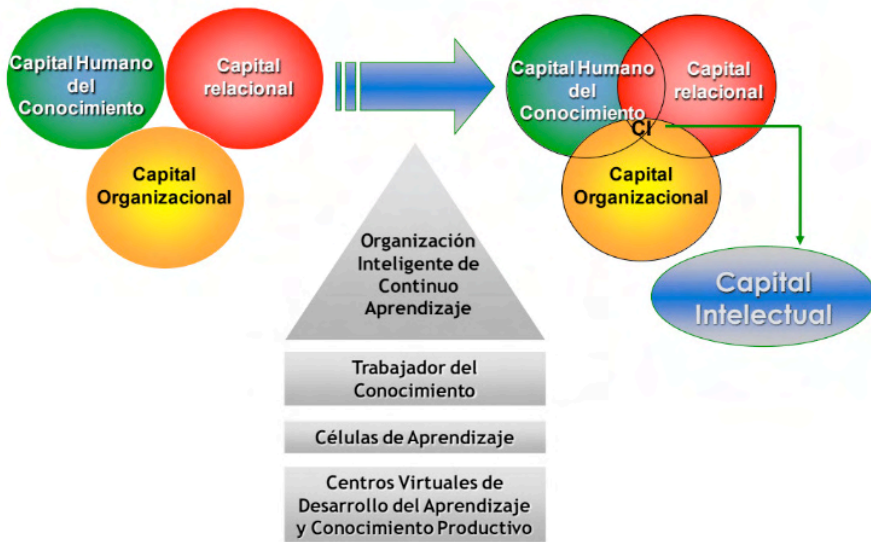 Capital Humano
del
Conocimiento
Capital
relacional
Capital
Organizacional
Capital Humano
del
Conocimiento
Capital
relacional
CI
Capital
Organizacional
Capital
Intelectual
Organización
Inteligente de
Continuo
Aprendizaje
Trabajador del
Conocimiento
Células de Aprendizaje
Centros Virtuales de
Desarrollo del Aprendizaje
y Conocimiento Productivo